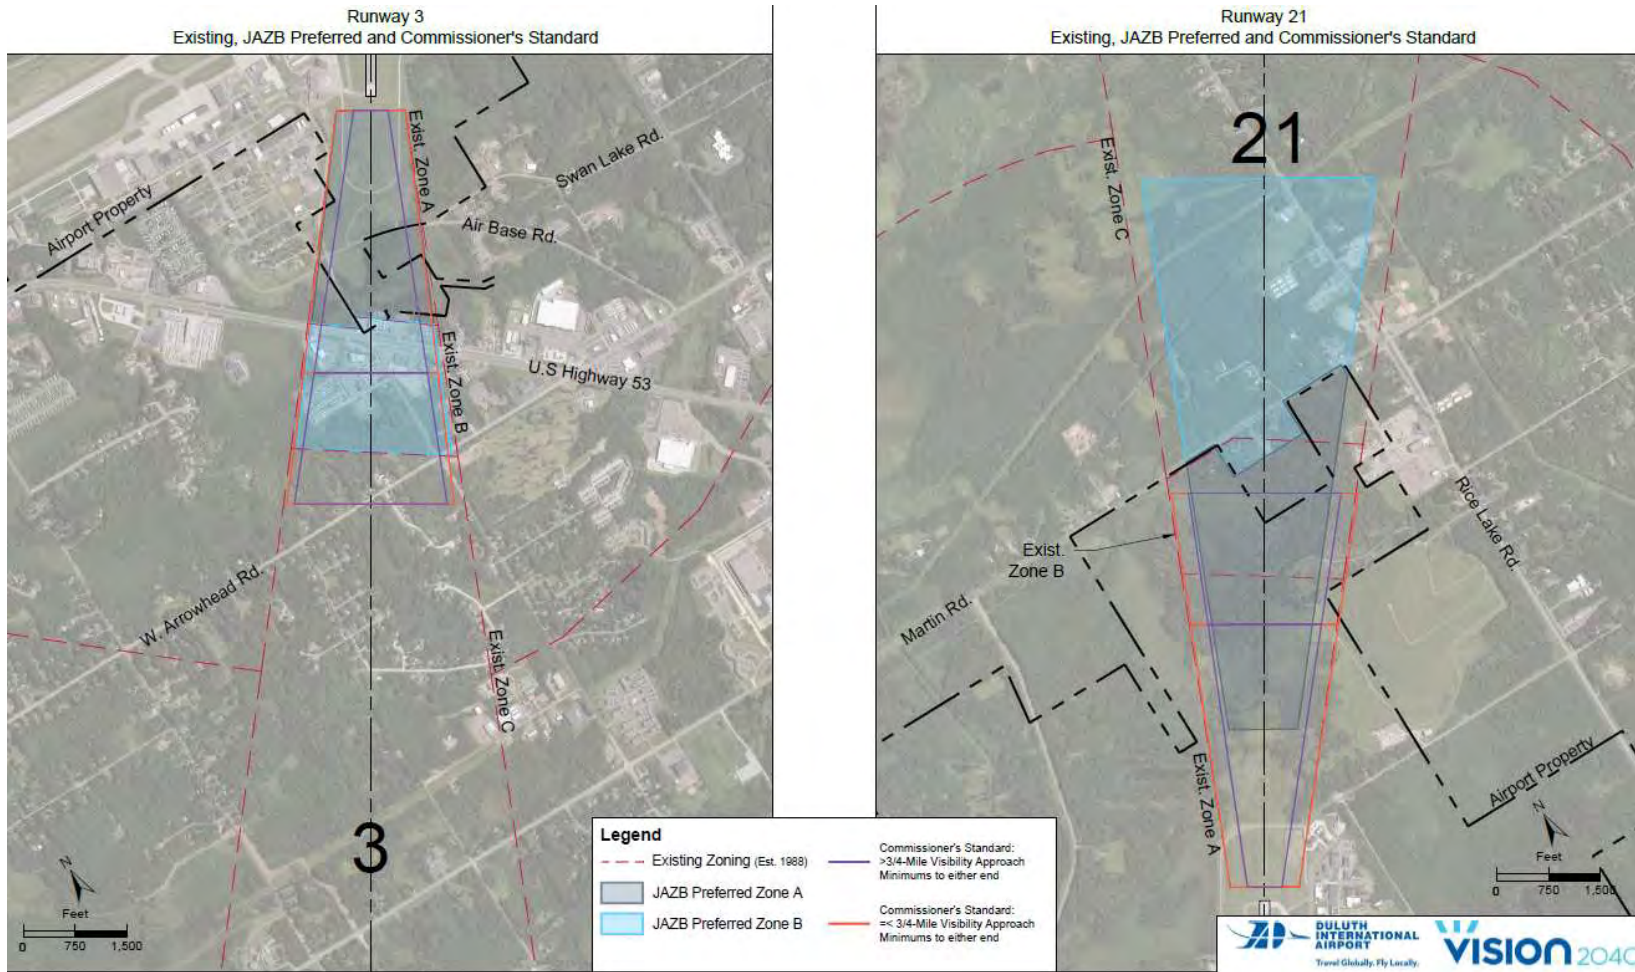 Runway 3
Existing, JAZB Preferred and Commissioner's Standard
Airport Property
Exist. Zone A
Swan Lake Rd.
Air Base Rd.
Exist. Zone B
U.S Highway 53
W. Arrowhead Rd.
Exist. Zone C
3
N
Feet
0 750 1,500
Runway 21
Existing, JAZB Preferred and Commissioner's Standard
21
Exist. Zone C
Exist.
Zone B
Rice Lake Rd.
Martin Rd.
Exist. Zone A
Airport Property
N
Feet
0 750 1,500
Legend
Existing Zoning (Est. 1988)
JAZB Preferred Zone A
JAZB Preferred Zone B
Commissioner's Standard:
>3/4-Mile Visibility Approach
Minimums to either end
Commissioner's Standard:
=< 3/4-Mile Visibility Approach
Minimums to either end
DULUTH
INTERNATIONAL
AIRPORT
Travel Globally. Fly Locally.
VISION 2040